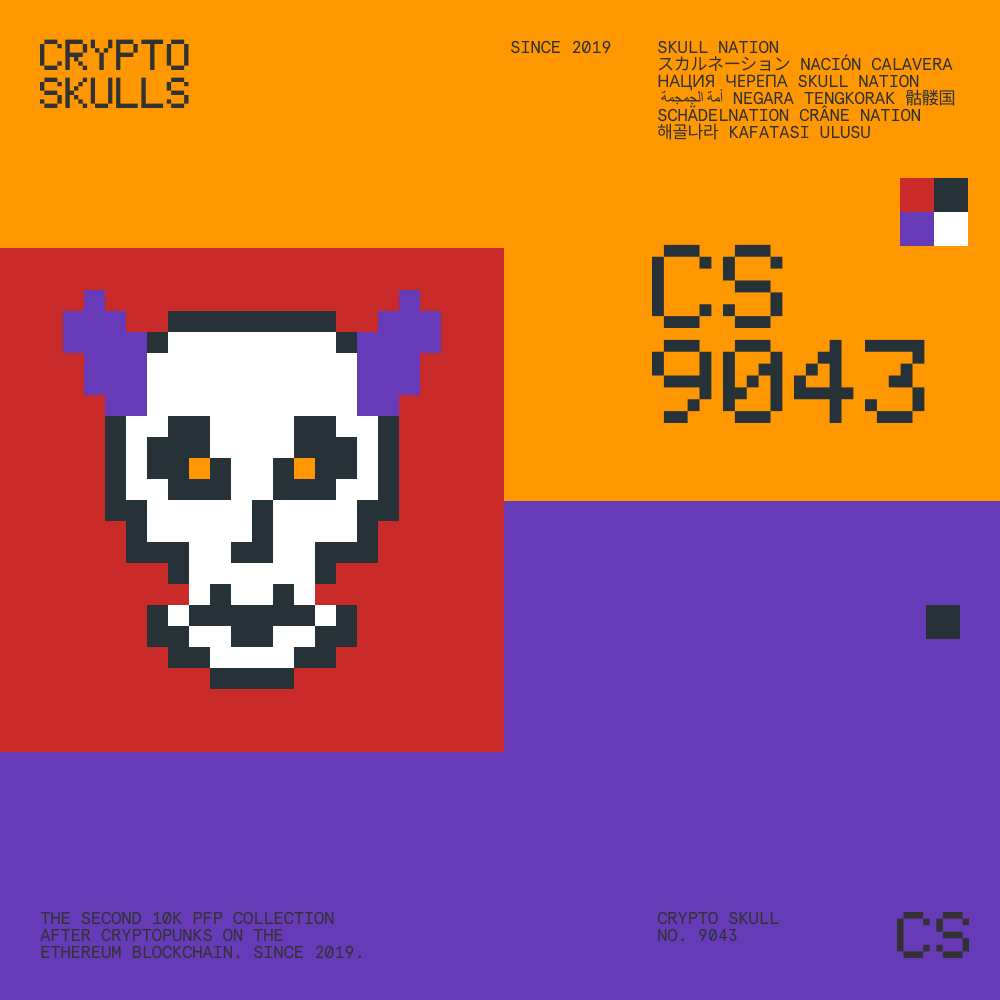 CRYPTO
SKULLS
SINCE 2019
SKULL NATION
スカルネーション NACIÓN CALAVERA
НАЦИЯ ЧЕРЕПА SKULL NATION
أمة الجمجمة NEGARA TENGKORAK 骷髅国
SCHÄDELNATION CRÂNE NATION
해골나라 KAFATASI ULUSU
CS
9043
THE SECOND 10K PFP COLLECTION
AFTER CRYPTOPUNKS ON THE
ETHEREUM BLOCKCHAIN. SINCE 2019.
CRYPTO SKULL
NO. 9043
CS